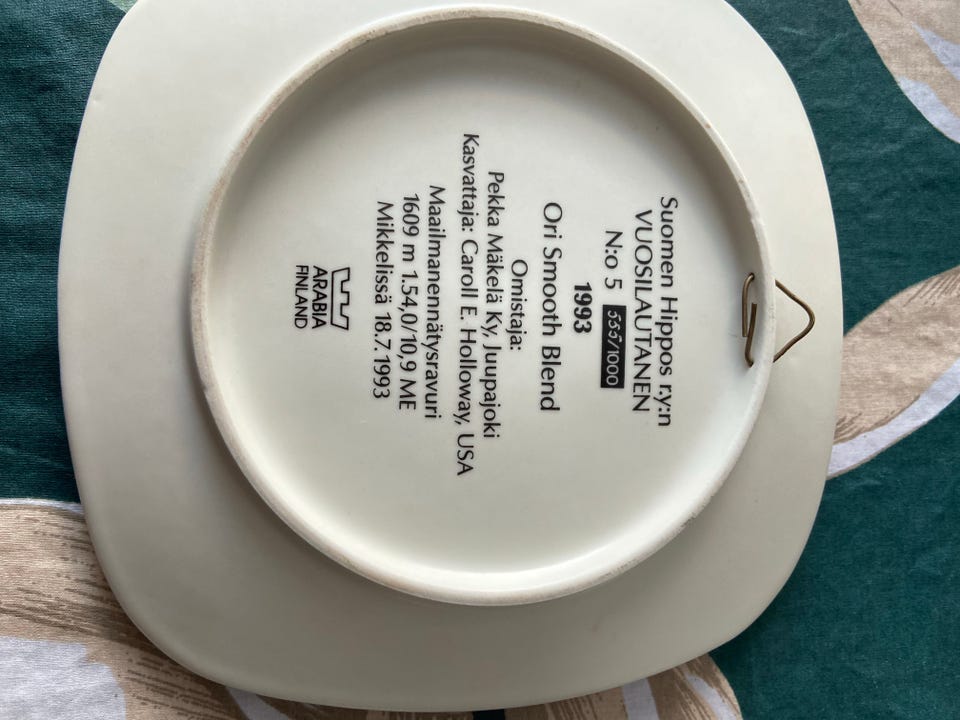 Suomen Hippos r.y:n
VUOSILAUTANEN
N:o 5 555/1000
1993
Ori Smooth Blend
Omistaja:
Pekka Mäkelä Ky, Juupajoki
Kasvattaja: Caroll E. Holloway, USA
Maailmanennätysravuri
1609 m 1.54,0/10,9 ME
Mikkelissä 18.7.1993
ARABIA
FINLAND